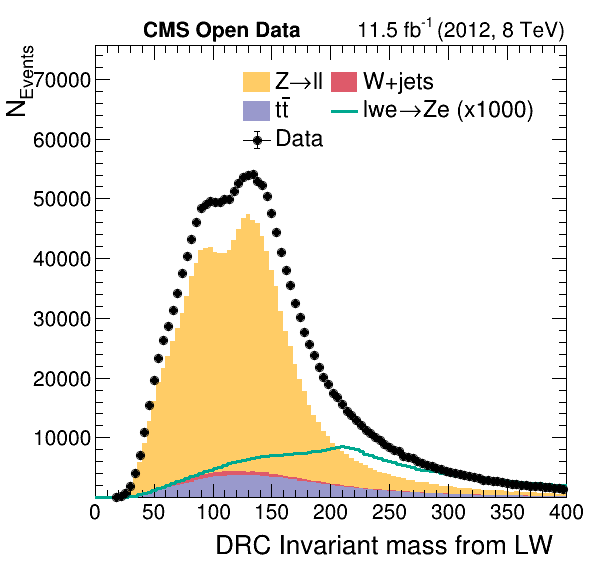 CMS Open Data 11.5 fb⁻¹ (2012, 8 TeV)
N_Events
70000
60000
50000
40000
30000
20000
10000
Z→ll W+jets
tt̄ lwe→Ze (x1000)
Data
0 50 100 150 200 250 300 350 400
DRC Invariant mass from LW